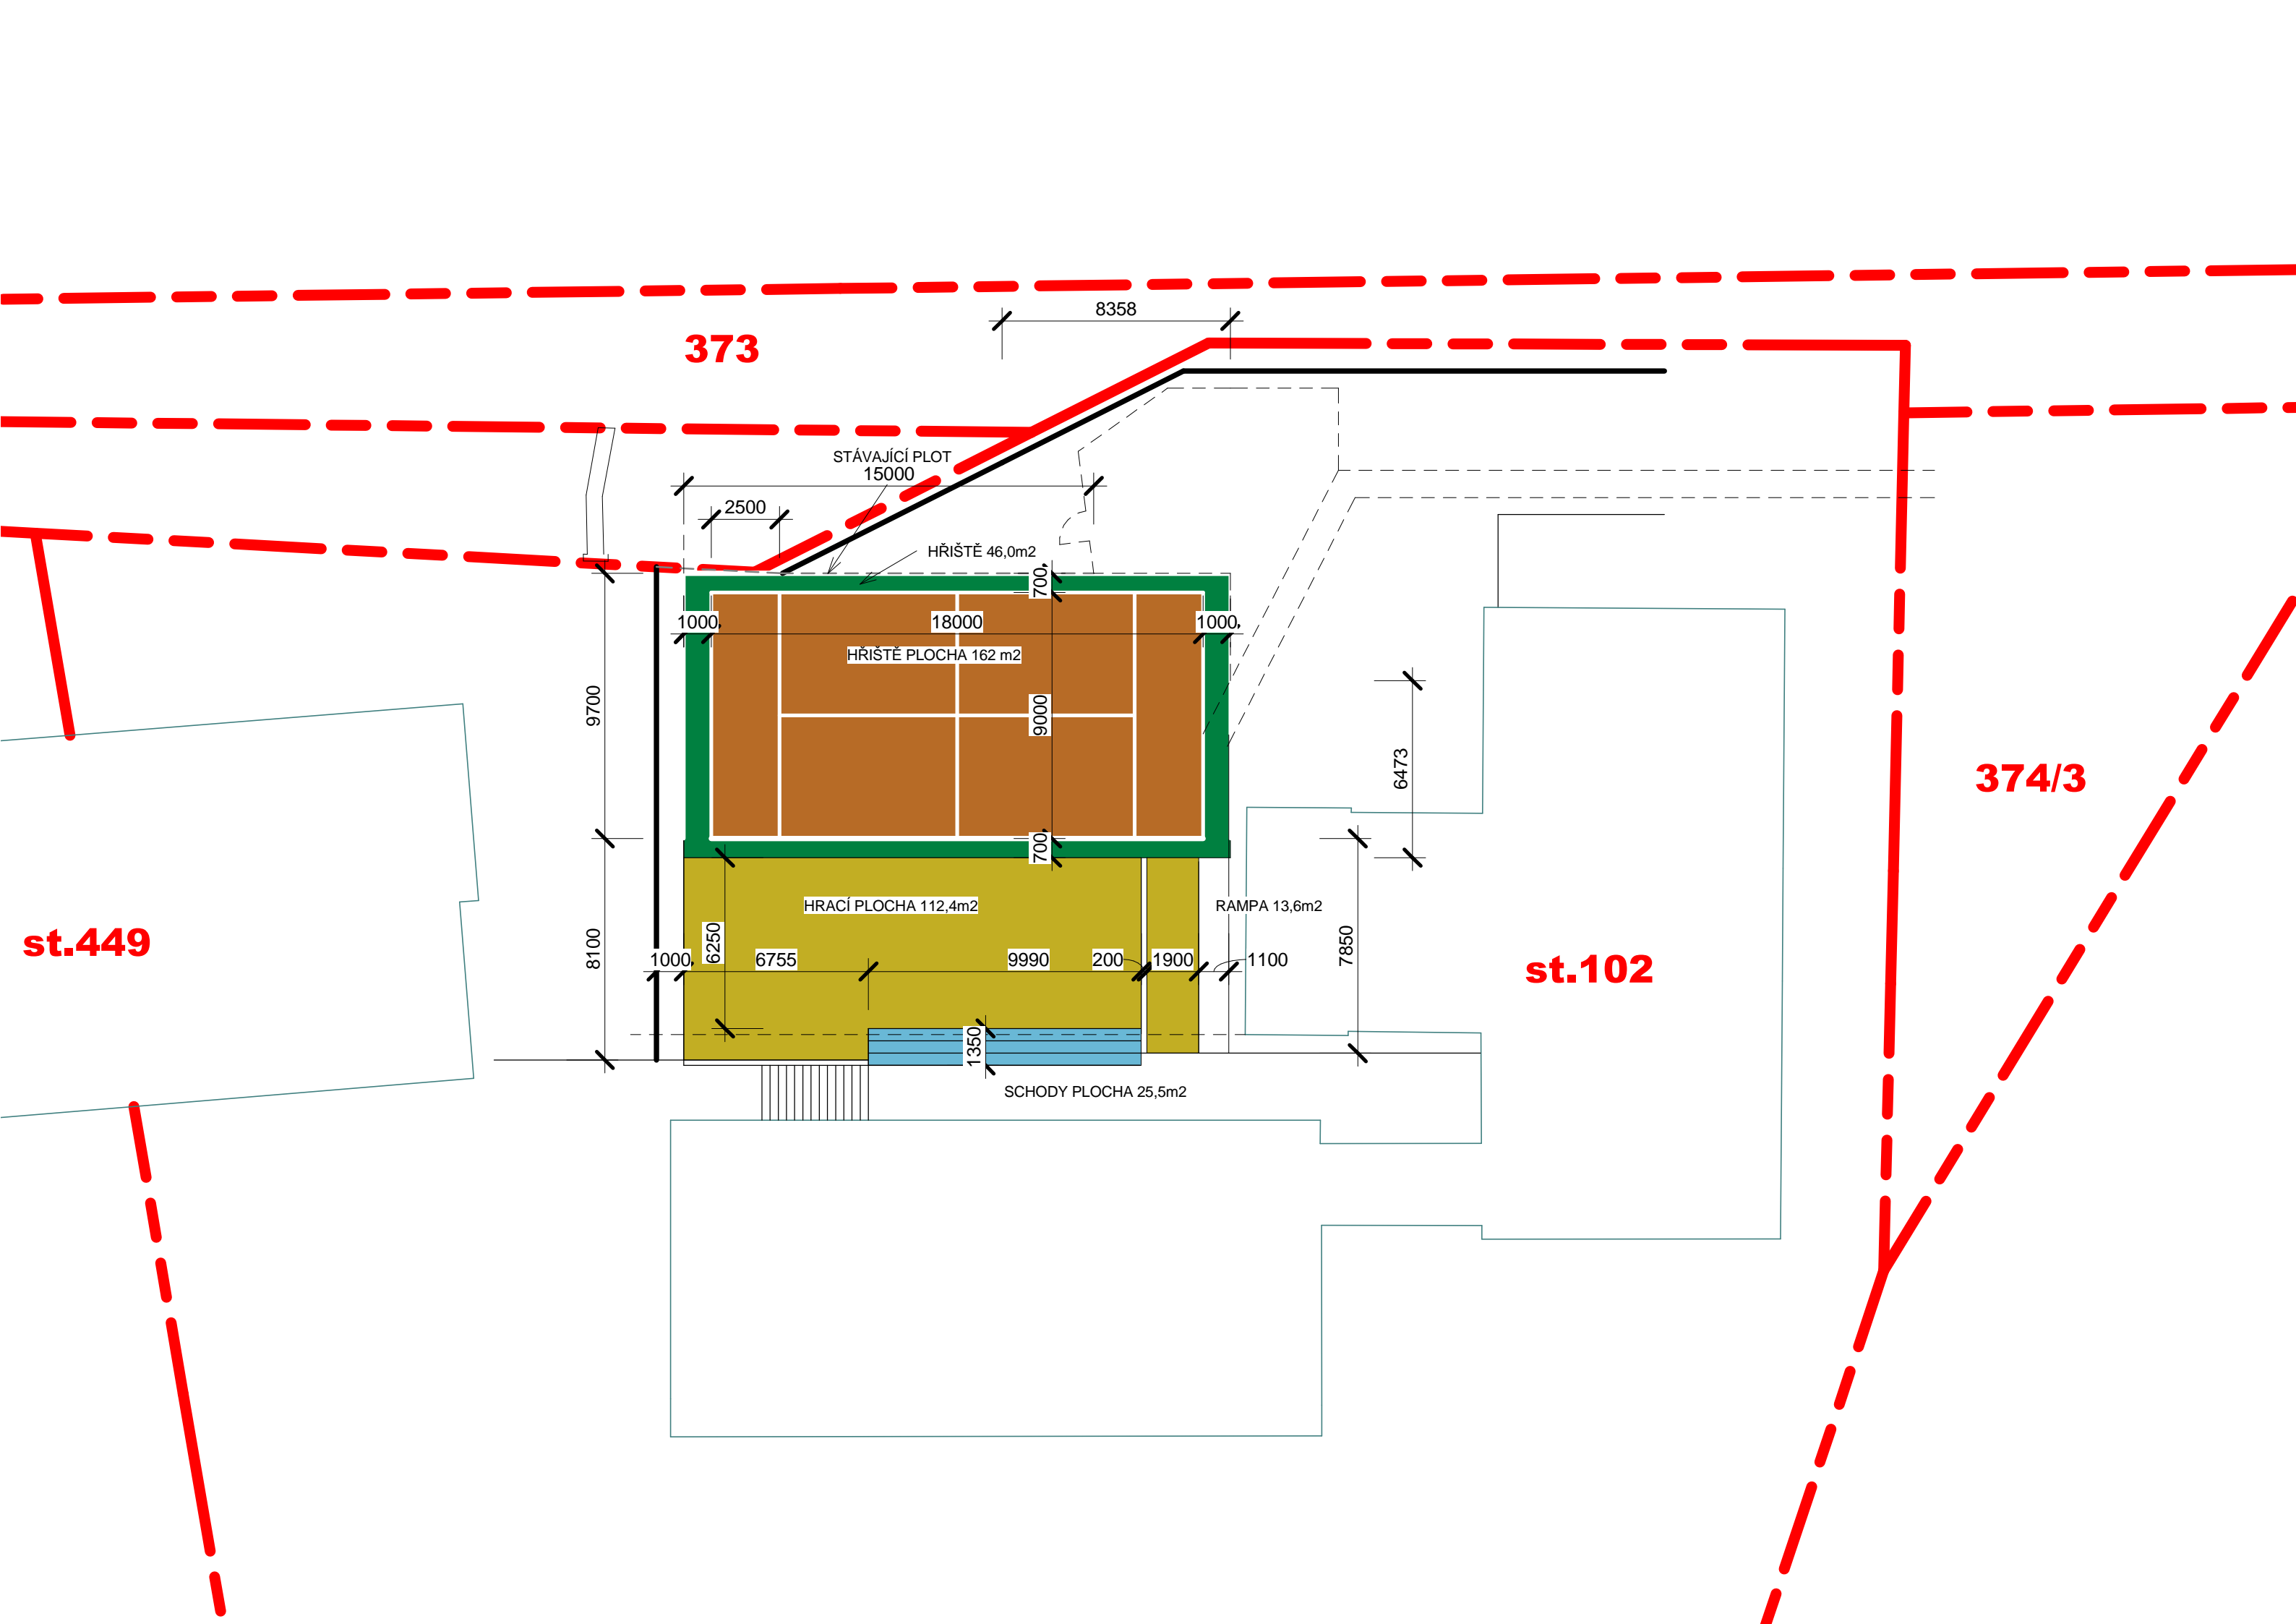 8358
373
STÁVAJÍCÍ PLOT
15000
2500
HŘIŠTĚ 46,0m2
700
1000
18000
1000
HŘIŠTĚ PLOCHA 162 m2
9700
9000
6473
374/3
700
HRACÍ PLOCHA 112,4m2
RAMPA 13,6m2
st.449
8100
1000
6250
6755
9990
200
1900
1100
7850
st.102
1350
SCHODY PLOCHA 25,5m2